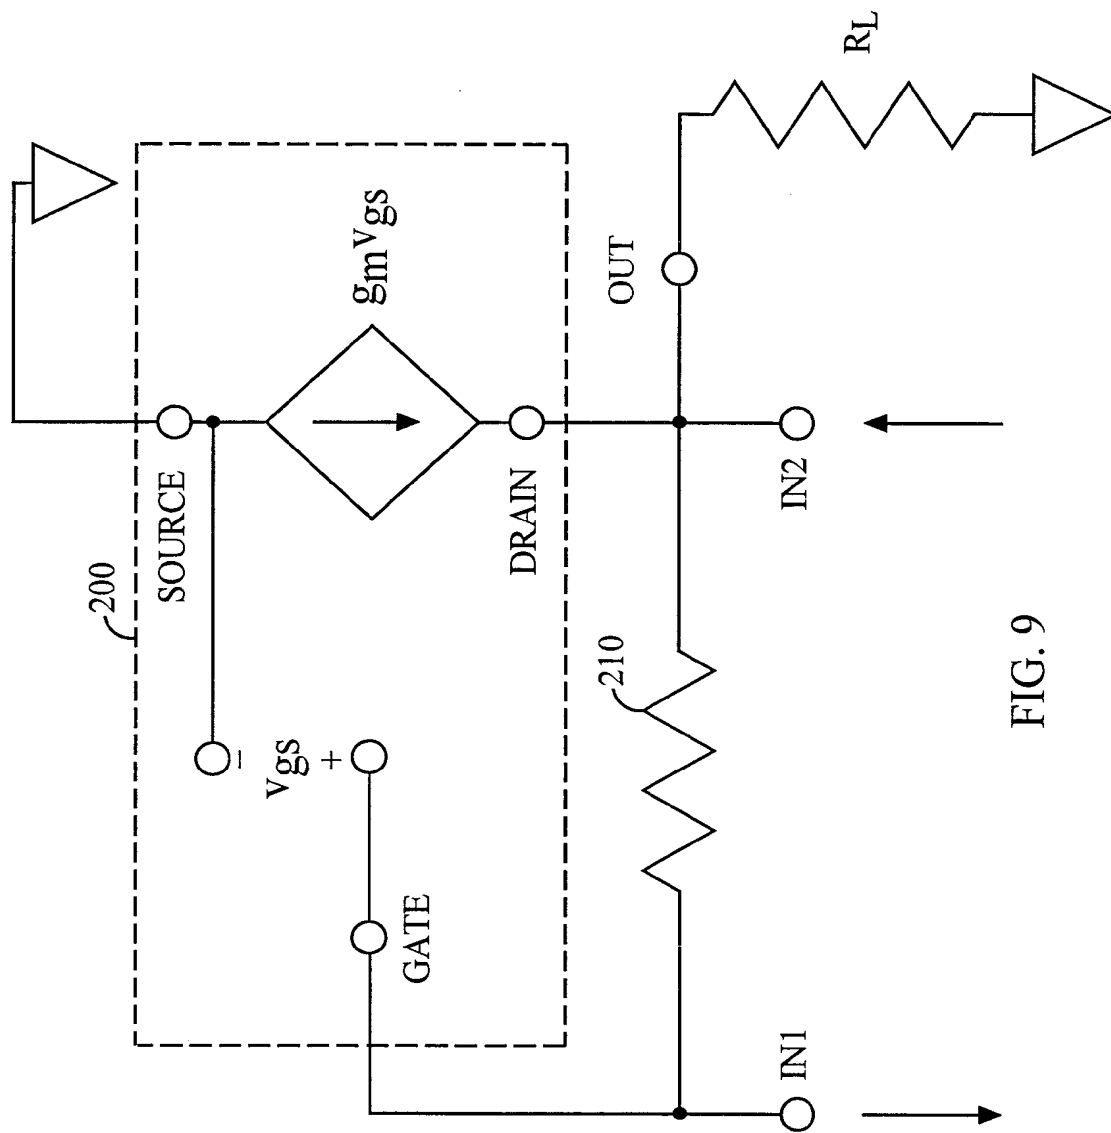 200
SOURCE
gmvgs
–
vgs
+
GATE
DRAIN
OUT
RL
210
IN1
IN2
FIG. 9